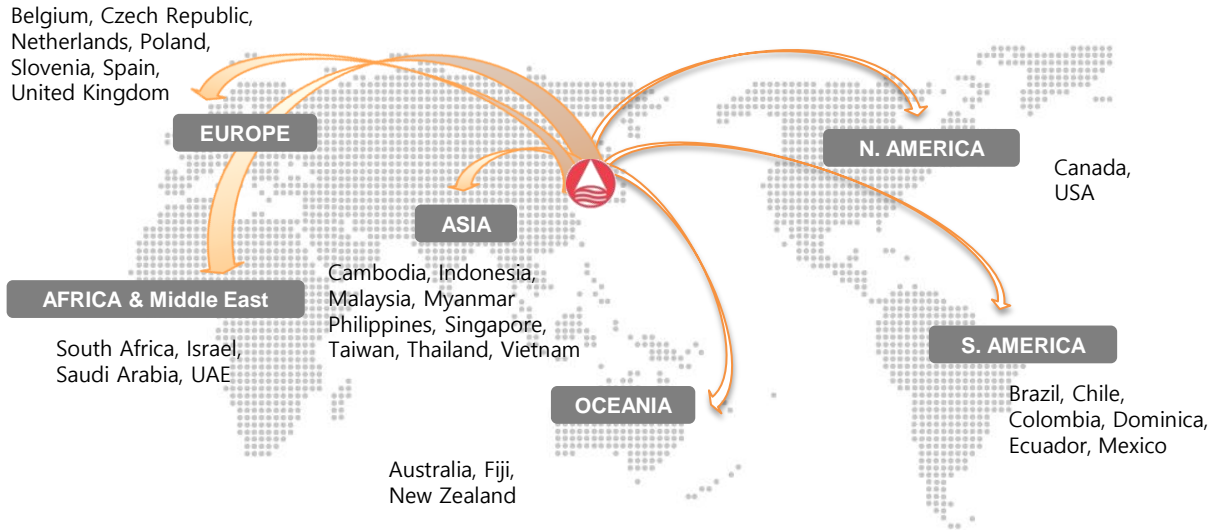 Belgium, Czech Republic,
Netherlands, Poland,
Slovenia, Spain,
United Kingdom
EUROPE
N. AMERICA
Canada,
USA
ASIA
Cambodia, Indonesia,
Malaysia, Myanmar
Philippines, Singapore,
Taiwan, Thailand, Vietnam
AFRICA & Middle East
South Africa, Israel,
Saudi Arabia, UAE
S. AMERICA
Brazil, Chile,
Colombia, Dominica,
Ecuador, Mexico
OCEANIA
Australia, Fiji,
New Zealand